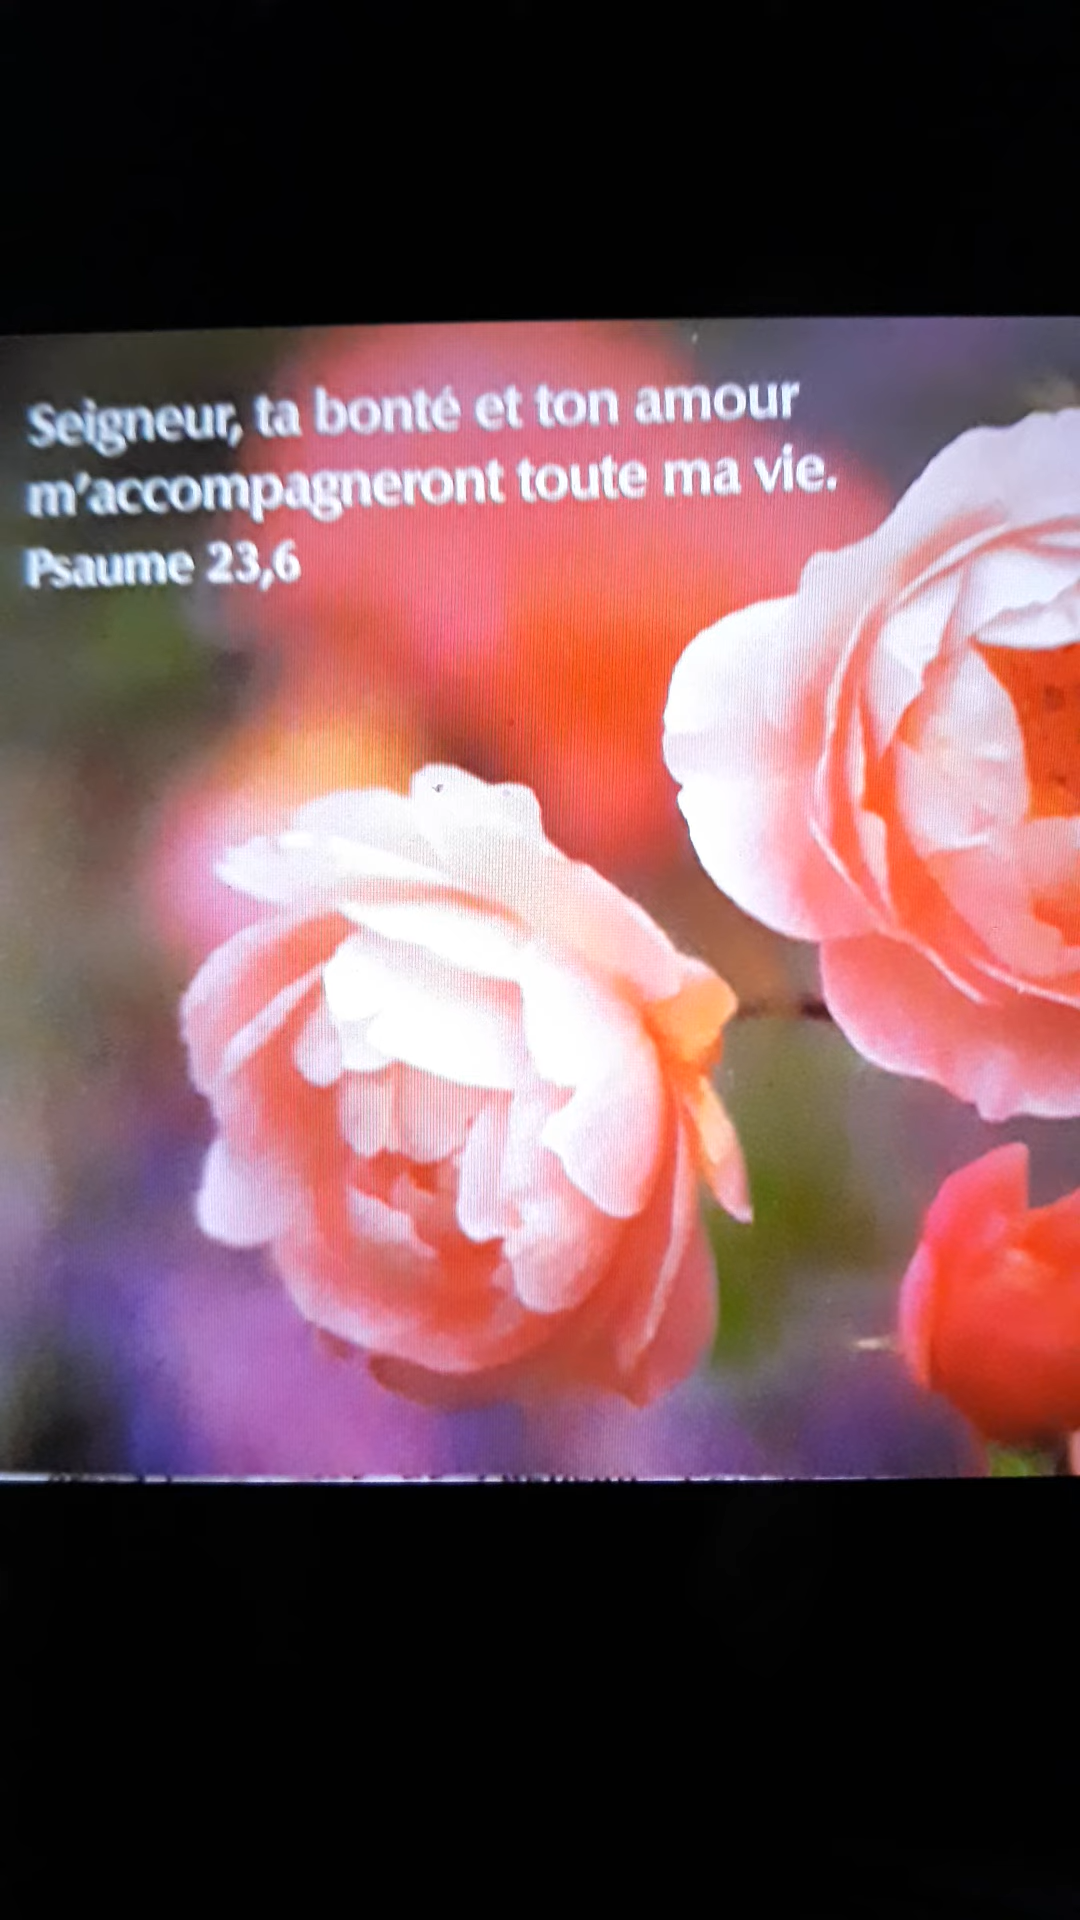 Seigneur, ta bonté et ton amour
m'accompagneront toute ma vie.
Psaume 23,6